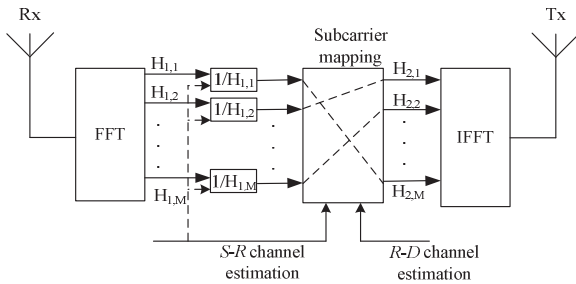 Rx
Tx
Subcarrier
mapping
H1,1
1/H1,1
H2,1
H1,2
1/H1,2
H2,2
FFT
IFFT
H1,M
1/H1,M
H2,M
S-R channel
estimation
R-D channel
estimation